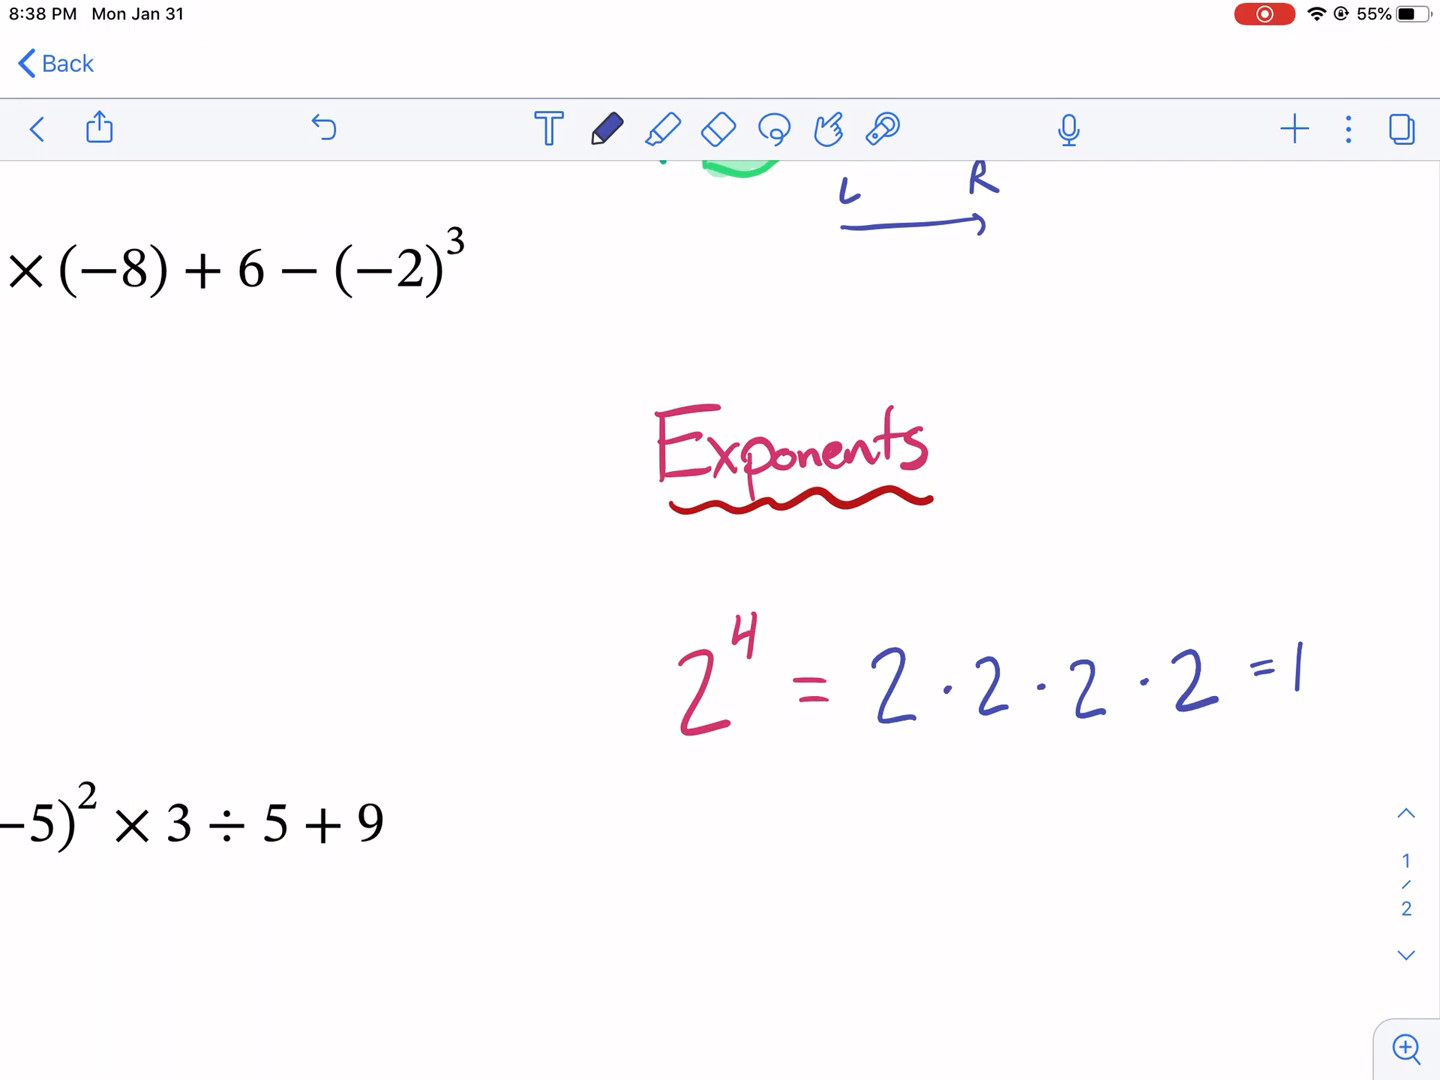 8:38 PM Mon Jan 31 55%
Back
T
L R
× (−8) + 6 − (−2)³
Exponents
2⁴ = 2 · 2 · 2 · 2 = 1
−5)² × 3 ÷ 5 + 9
1
/
2